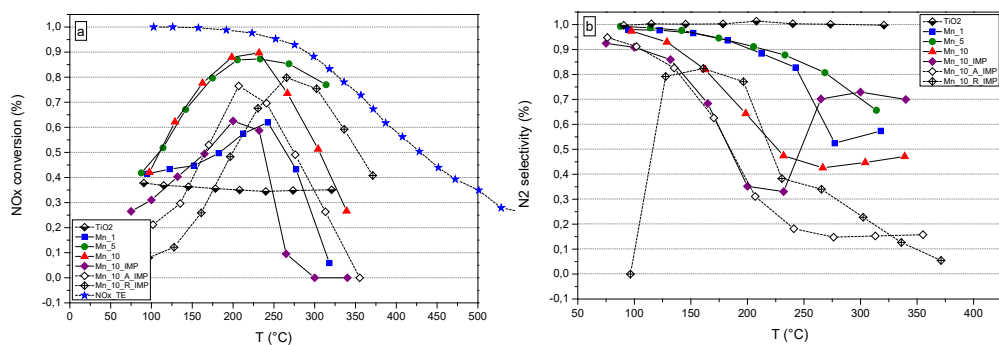 a
NOx conversion (%)
1,0
0,9
0,8
0,7
0,6
0,5
0,4
0,3
0,2
0,1
0,0
-0,1
TiO2
Mn_1
Mn_5
Mn_10
Mn_10_IMP
Mn_10_A_IMP
Mn_10_R_IMP
NOx_TE
0 50 100 150 200 250 300 350 400 450 500
T (°C)
b
N2 selectivity (%)
1,0
0,9
0,8
0,7
0,6
0,5
0,4
0,3
0,2
0,1
0,0
-0,1
TiO2
Mn_1
Mn_5
Mn_10
Mn_10_IMP
Mn_10_A_IMP
Mn_10_R_IMP
50 100 150 200 250 300 350 400
T (°C)